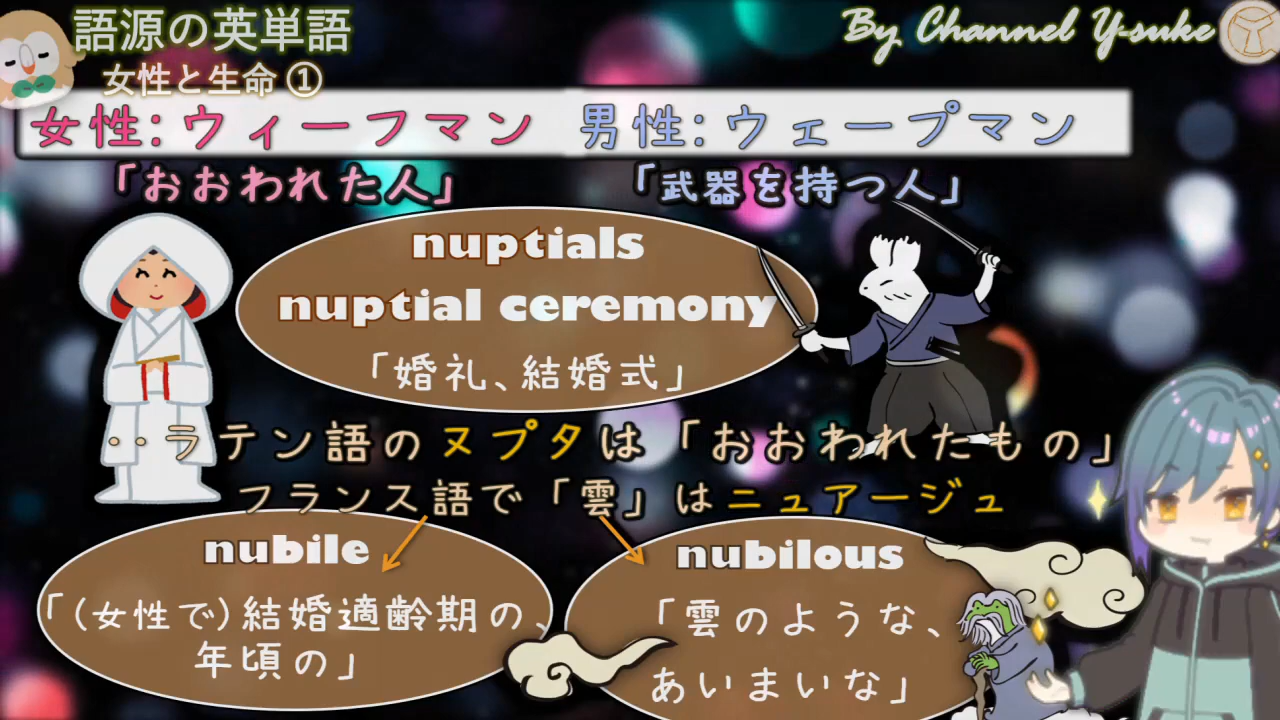 語源の英単語
By Channel Y-suke
女性と生命 ①
女性:ウィーフマン 男性:ウェープマン
「おおわれた人」 「武器を持つ人」
nuptials
nuptial ceremony
「婚礼、結婚式」
‥ラテン語のヌプタは「おおわれたもの」
フランス語で「雲」はニュアージュ
nubile
「(女性で)結婚適齢期の、
年頃の」
nubilous
「雲のような、
あいまいな」